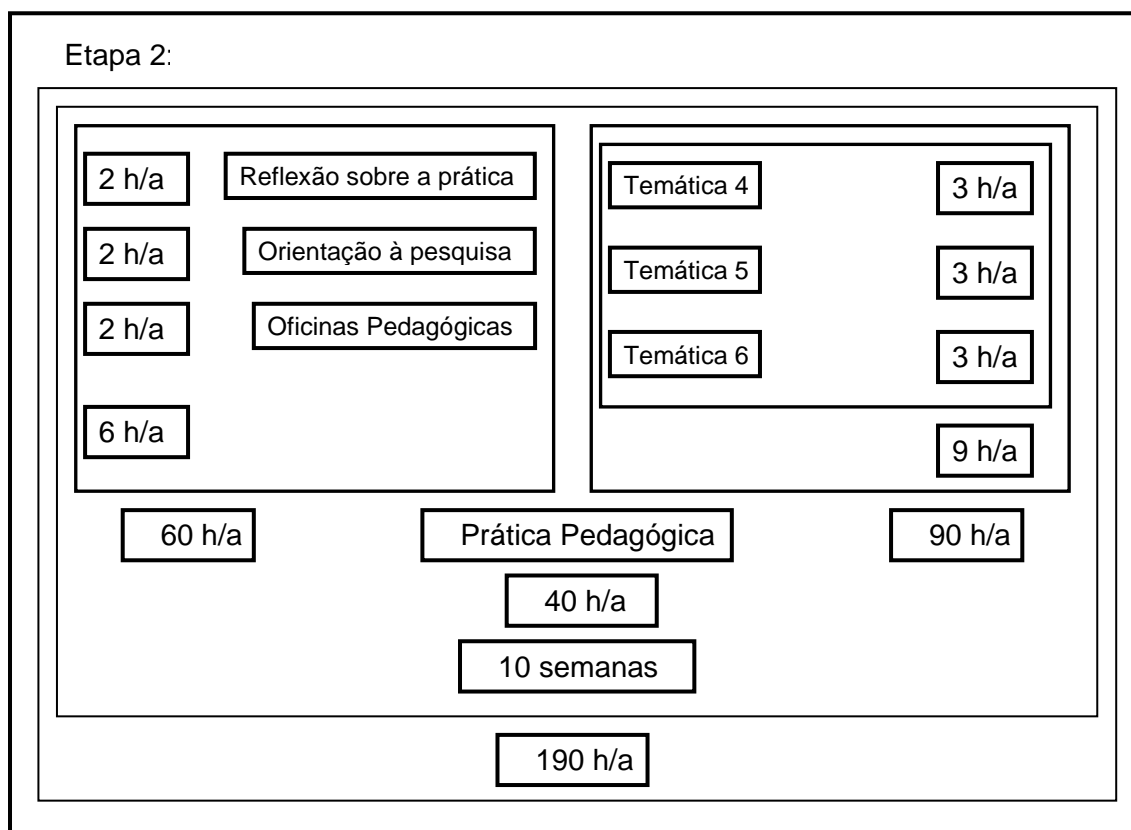 Etapa 2:
2 h/a Reflexão sobre a prática
2 h/a Orientação à pesquisa
2 h/a Oficinas Pedagógicas
6 h/a
Temática 4 3 h/a
Temática 5 3 h/a
Temática 6 3 h/a
9 h/a
60 h/a Prática Pedagógica 90 h/a
40 h/a
10 semanas
190 h/a